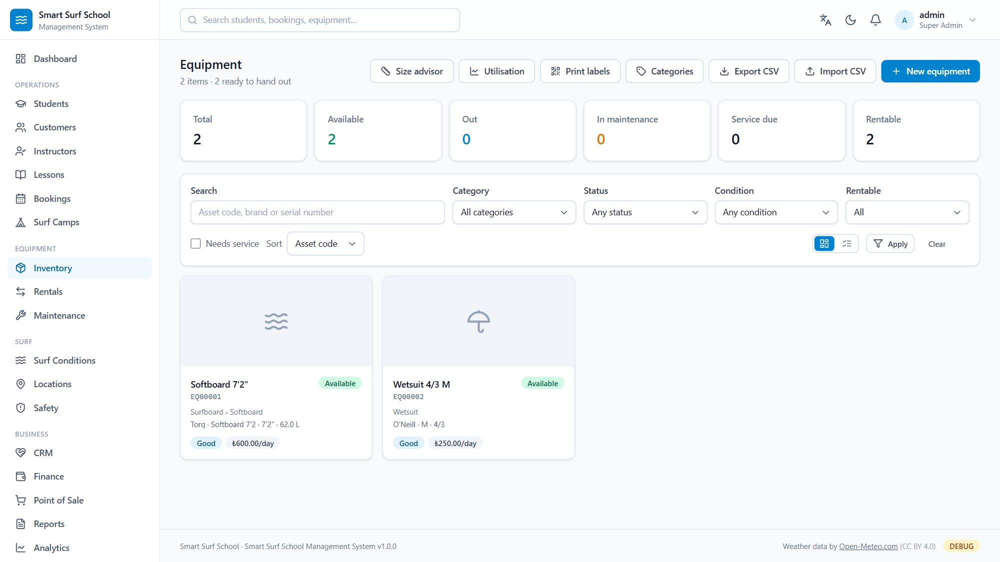 Smart Surf School
Management System
Search students, bookings, equipment...
A
admin
Super Admin
Dashboard
OPERATIONS
Students
Customers
Instructors
Lessons
Bookings
Surf Camps
EQUIPMENT
Inventory
Rentals
Maintenance
SURF
Surf Conditions
Locations
Safety
BUSINESS
CRM
Finance
Point of Sale
Reports
Analytics
Equipment
2 items · 2 ready to hand out
Size advisor
Utilisation
Print labels
Categories
Export CSV
Import CSV
New equipment
Total
2
Available
2
Out
0
In maintenance
0
Service due
0
Rentable
2
Search
Asset code, brand or serial number
Category
All categories
Status
Any status
Condition
Any condition
Rentable
All
Needs service
Sort
Asset code
Apply
Clear
Softboard 7'2"
Available
EQ00001
Surfboard › Softboard
Torq · Softboard 7'2 · 7'2" · 62.0 L
Good
₺600.00/day
Wetsuit 4/3 M
Available
EQ00002
Wetsuit
O'Neill · M · 4/3
Good
₺250.00/day
Smart Surf School · Smart Surf School Management System v1.0.0
Weather data by Open-Meteo.com (CC BY 4.0)
DEBUG